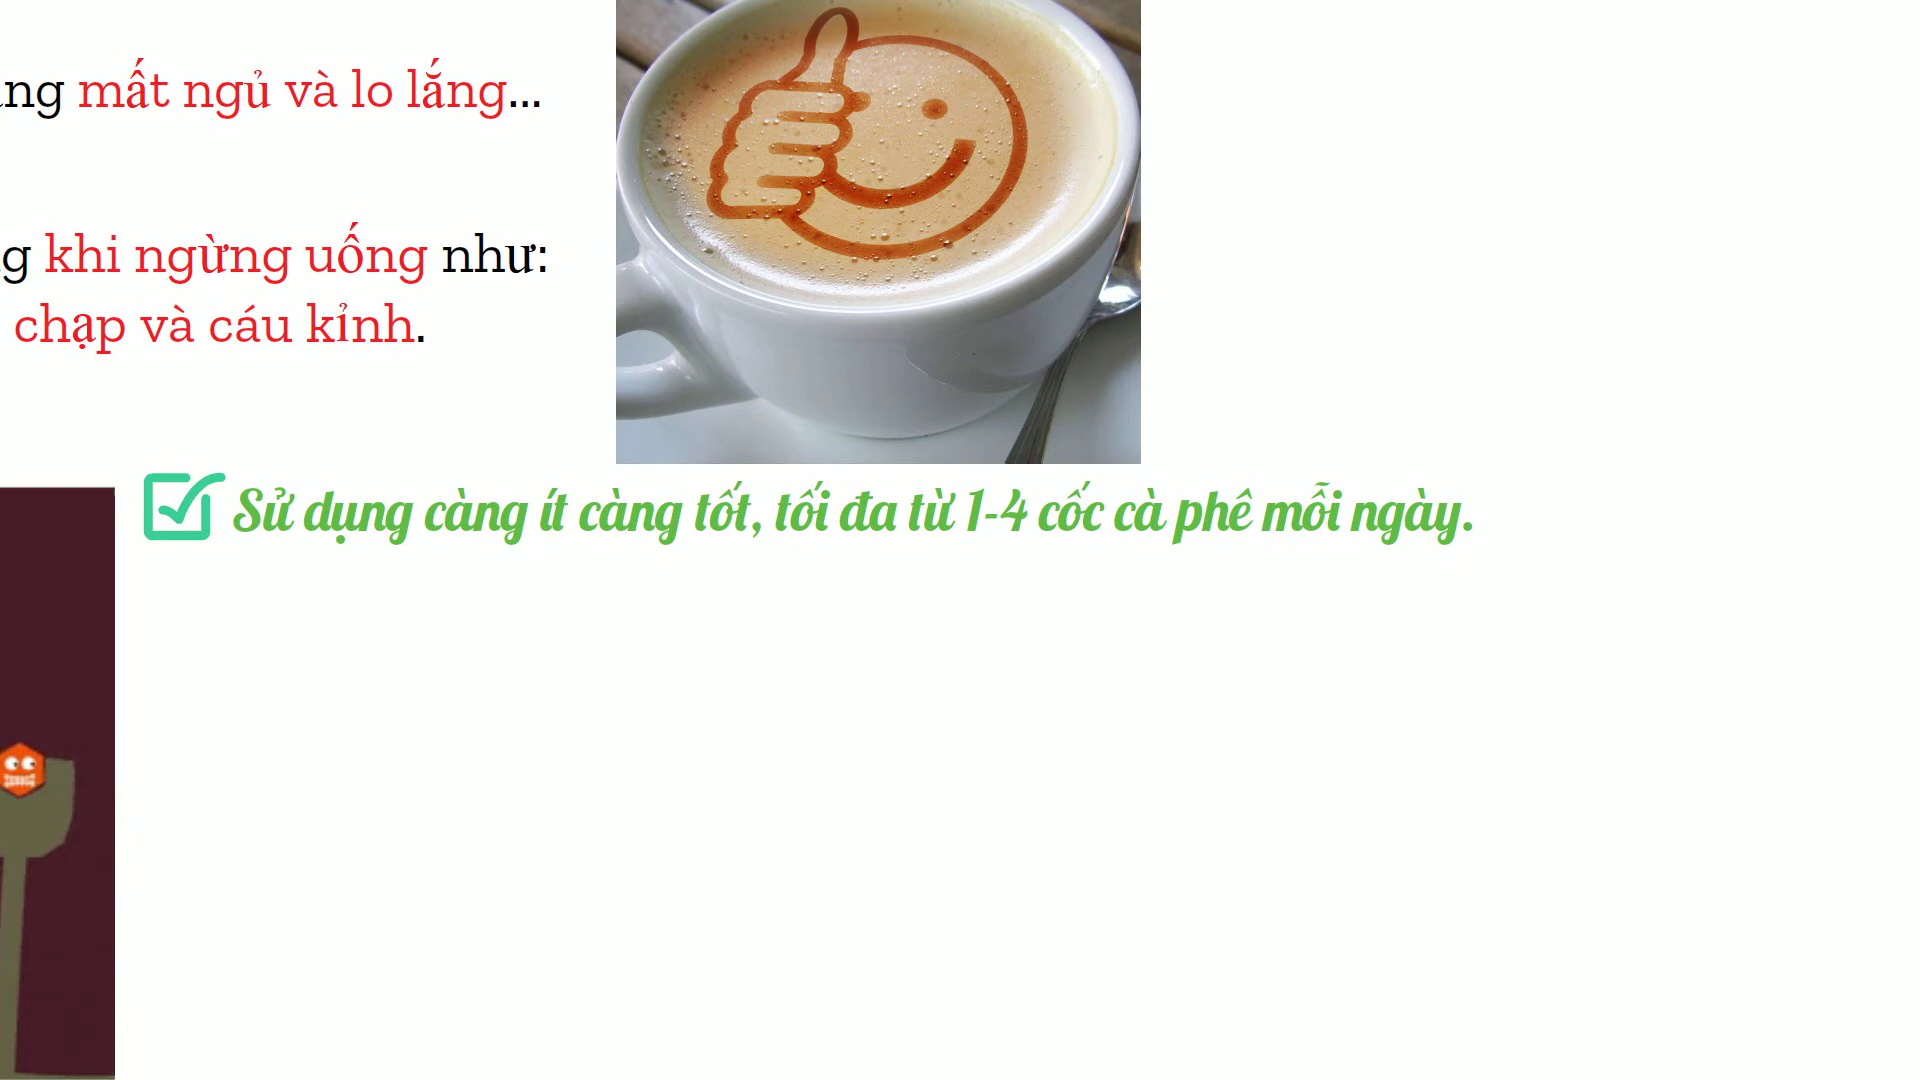 mất ngủ và lo lắng...
khi ngừng uống như:
chạp và cáu kỉnh.
Sử dụng càng ít càng tốt, tối đa từ 1-4 cốc cà phê mỗi ngày.